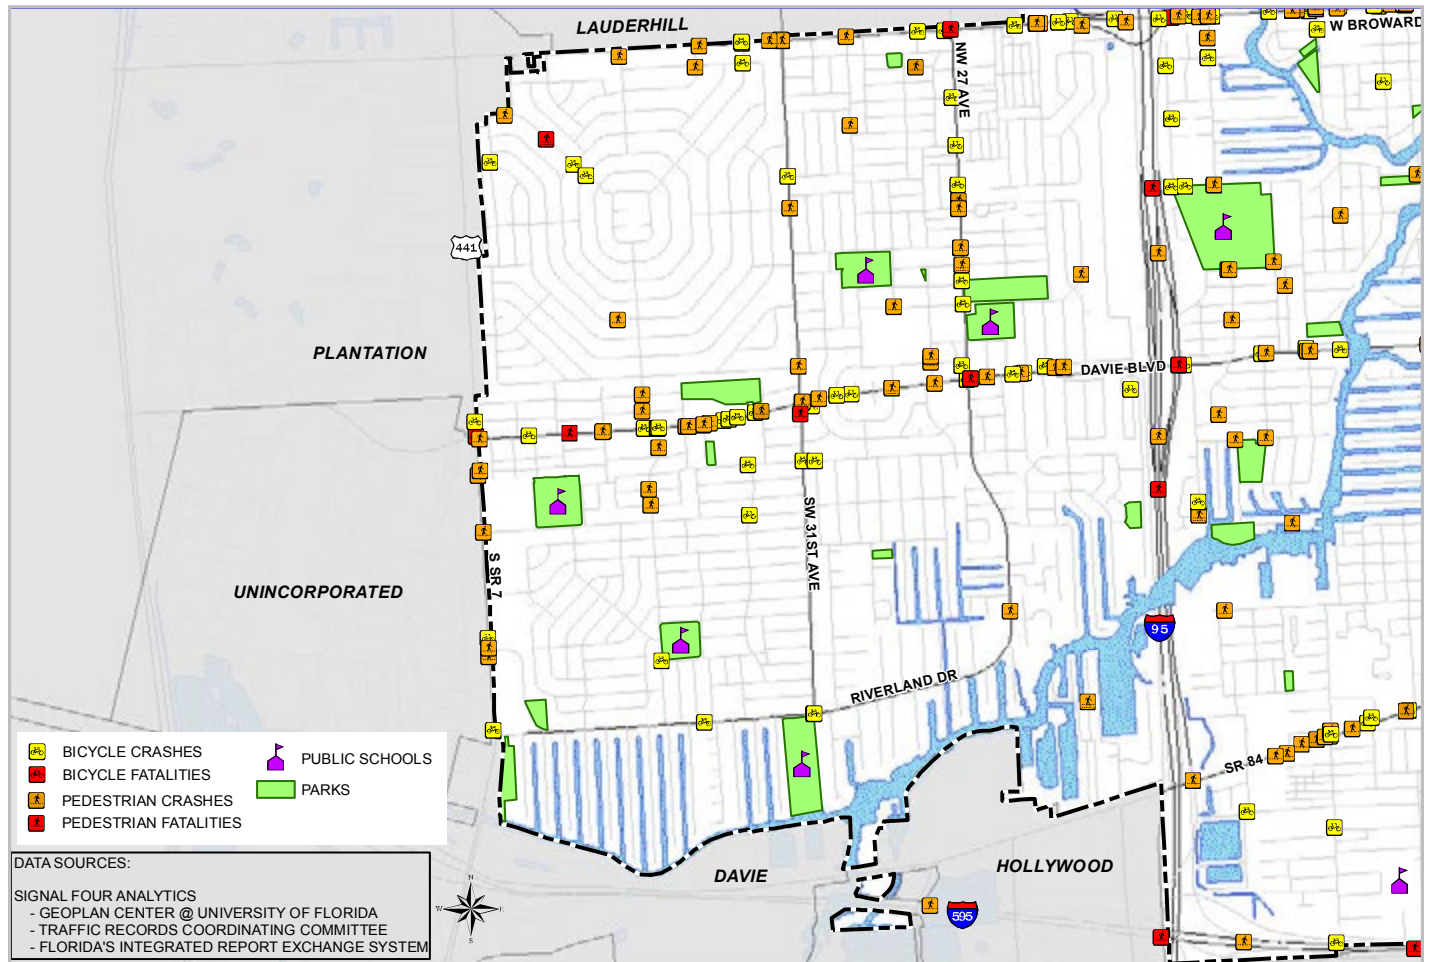 LAUDERHILL
W BROWARD
NW 27 AVE
441
PLANTATION
DAVIE BLVD
SW 31ST AVE
S SR 7
UNINCORPORATED
95
RIVERLAND DR
SR 84
BICYCLE CRASHES
BICYCLE FATALITIES
PEDESTRIAN CRASHES
PEDESTRIAN FATALITIES
PUBLIC SCHOOLS
PARKS
DAVIE
HOLLYWOOD
595
DATA SOURCES:
SIGNAL FOUR ANALYTICS
- GEOPLAN CENTER @ UNIVERSITY OF FLORIDA
- TRAFFIC RECORDS COORDINATING COMMITTEE
- FLORIDA'S INTEGRATED REPORT EXCHANGE SYSTEM
N
W
E
S